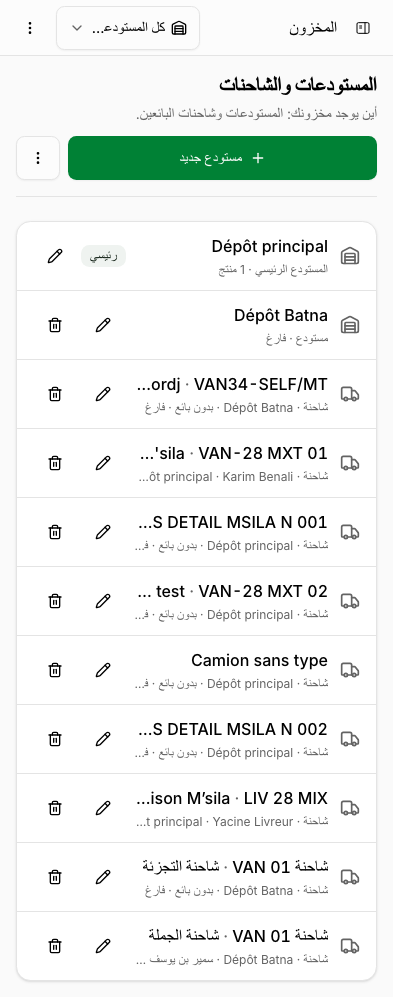 المخزون
كل المستودعـ...
المستودعات والشاحنات
أين يوجد مخزونك: المستودعات وشاحنات البائعين.
مستودع جديد
Dépôt principal
رئيسي
المستودع الرئيسي · 1 منتج
Dépôt Batna
مستودع · فارغ
VAN34-SELF/MT · ordj...
شاحنة · Dépôt Batna · بدون بائع · فارغ
VAN-28 MXT 01 · 'sila...
شاحنة · Karim Benali · ôt principal...
S DETAIL MSILA N 001...
شاحنة · Dépôt principal · بدون بائع · فـ...
VAN-28 MXT 02 · test ...
شاحنة · Dépôt principal · بدون بائع · فـ...
Camion sans type
شاحنة · Dépôt principal · بدون بائع · فـ...
S DETAIL MSILA N 002...
شاحنة · Dépôt principal · بدون بائع · فـ...
LIV 28 MIX · ison M’sila...
شاحنة · Yacine Livreur · t principal...
شاحنة VAN 01 · شاحنة التجزئة
شاحنة · Dépôt Batna · بدون بائع · فارغ
شاحنة VAN 01 · شاحنة الجملة
شاحنة · Dépôt Batna · سمير بن يوسف ...